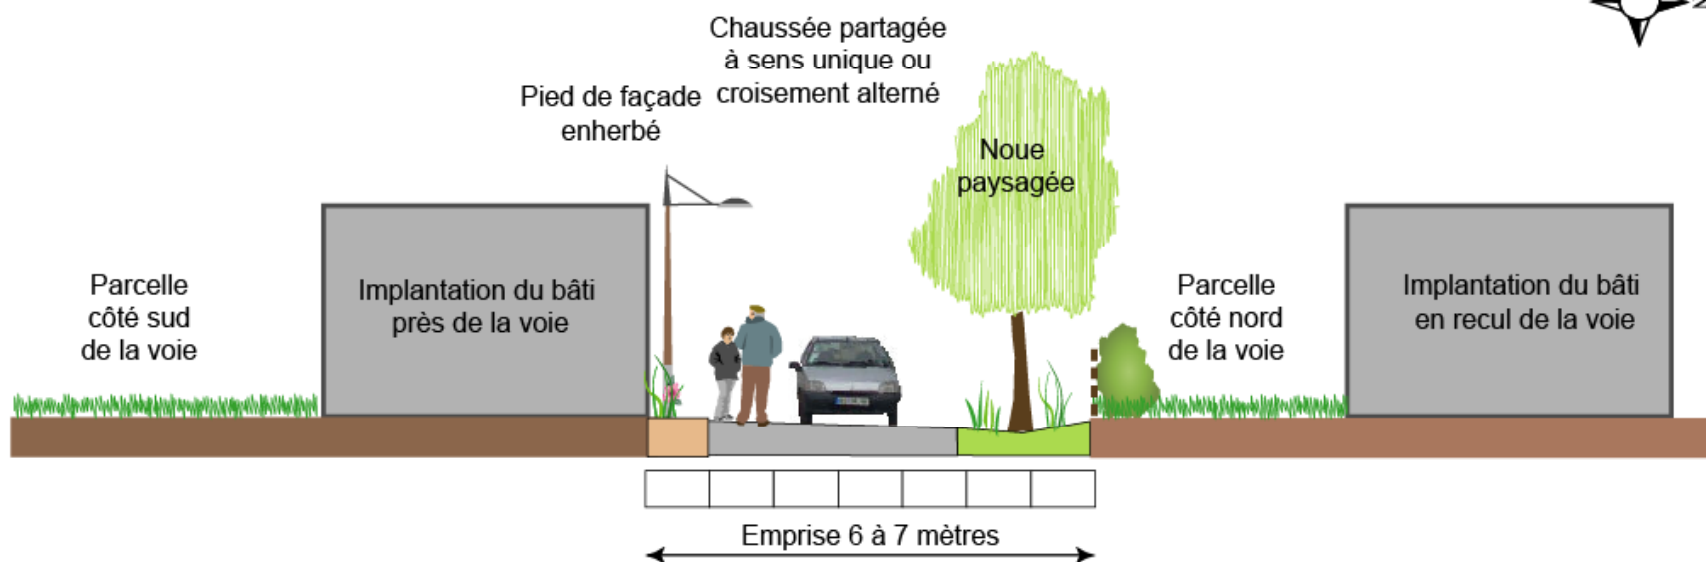 Chaussée partagée
à sens unique ou
croisement alterné
Pied de façade
enherbé
Noue
paysagée
Parcelle
côté sud
de la voie
Implantation du bâti
près de la voie
Parcelle
côté nord
de la voie
Implantation du bâti
en recul de la voie
Emprise 6 à 7 mètres